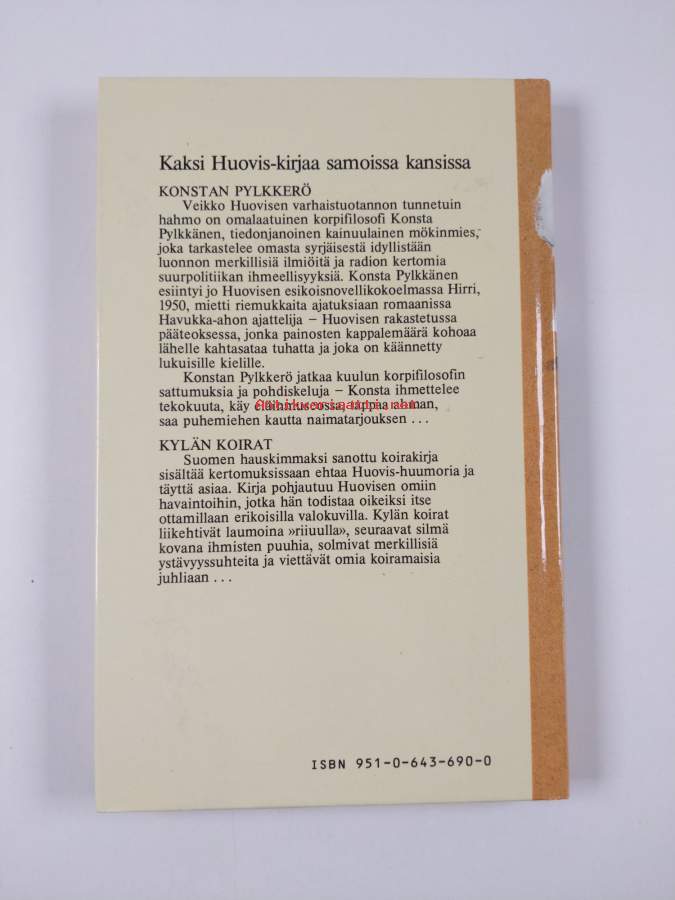 Kaksi Huovis-kirjaa samoissa kansissa
KONSTAN PYLKKERÖ
Veikko Huovisen varhaistuotannon tunnetuin
hahmo on omalaatuinen korpifilosofi Konsta
Pylkkänen, tiedonjanoinen kainuulainen mökinmies,
joka tarkastelee omasta syrjäisestä idyllistään
luonnon merkillisiä ilmiöitä ja radion kertomia
suurpolitiikan ihmeellisyyksiä. Konsta Pylkkänen
esiintyi jo Huovisen esikoisnovellikokoelmassa Hirri,
1950, mietti riemukkaita ajatuksiaan romaanissa
Havukka-ahon ajattelija – Huovisen rakastetussa
pääteoksessa, jonka painosten kappalemäärä kohoaa
lähelle kahtasataa tuhatta ja joka on käännetty
lukuisille kielille.
Konstan Pylkkerö jatkaa kuulun korpifilosofin
sattumuksia ja pohdiskeluja – Konsta ihmettelee
tekokuuta, käy eläinmuseossa, tappaa
saa puhemiehen kautta naimatarjouksen . . .
KYLÄN KOIRAT
Suomen hauskimmaksi sanottu koirakirja
sisältää kertomuksissaan ehtaa Huovis-huumoria ja
täyttä asiaa. Kirja pohjautuu Huovisen omiin
havaintoihin, jotka hän todistaa oikeiksi itse
ottamillaan erikoisilla valokuvilla. Kylän koirat
liikehtivät laumoina »riiuulla», seuraavat silmä
kovana ihmisten puuhia, solmivat merkillisiä
ystävyyssuhteita ja viettävät omia koiramaisia
juhliaan . . .
ISBN 951-0-643-690-0